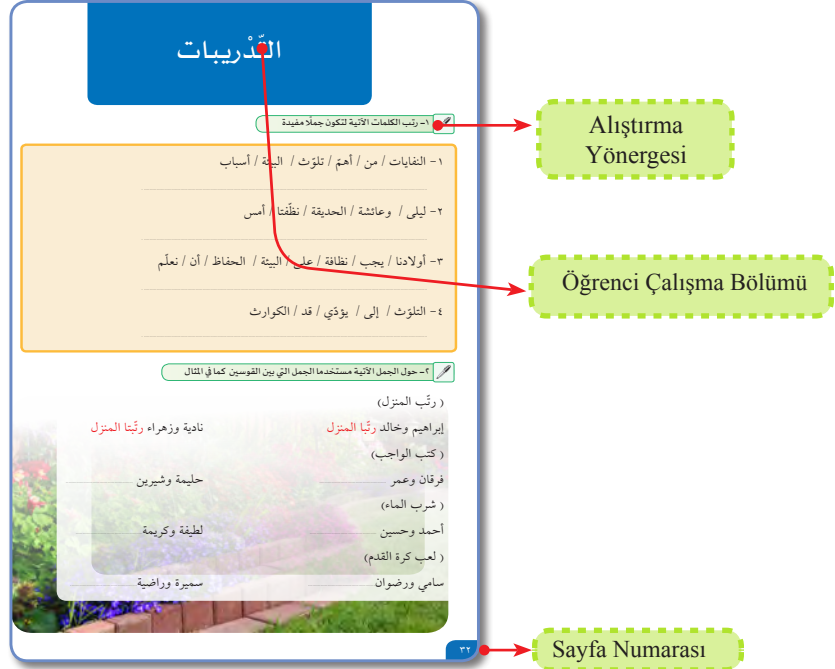 التّدْريبات
١- رتب الكلمات الآتية لتكون جملًا مفيدة
١- النفايات / من / أهمّ / تلوّث / البيئة / أسباب
٢- ليلى / وعائشة / الحديقة / نظّفتا / أمس
٣- أولادنا / يجب / نظافة / على / البيئة / الحفاظ / أن / نعلّم
٤- التلوّث / إلى / يؤدّي / قد / الكوارث
٢- حول الجمل الآتية مستخدما الجمل التي بين القوسين كما في المثال
( رتّب المنزل)
إبراهيم وخالد رتّبا المنزل نادية وزهراء رتّبتا المنزل
( كتب الواجب)
فرقان وعمر حليمة وشيرين
( شرب الماء)
أحمد وحسين لطيفة وكريمة
( لعب كرة القدم)
سامي ورضوان سميرة وراضية
٣٢
Alıştırma
Yönergesi
Öğrenci Çalışma Bölümü
Sayfa Numarası